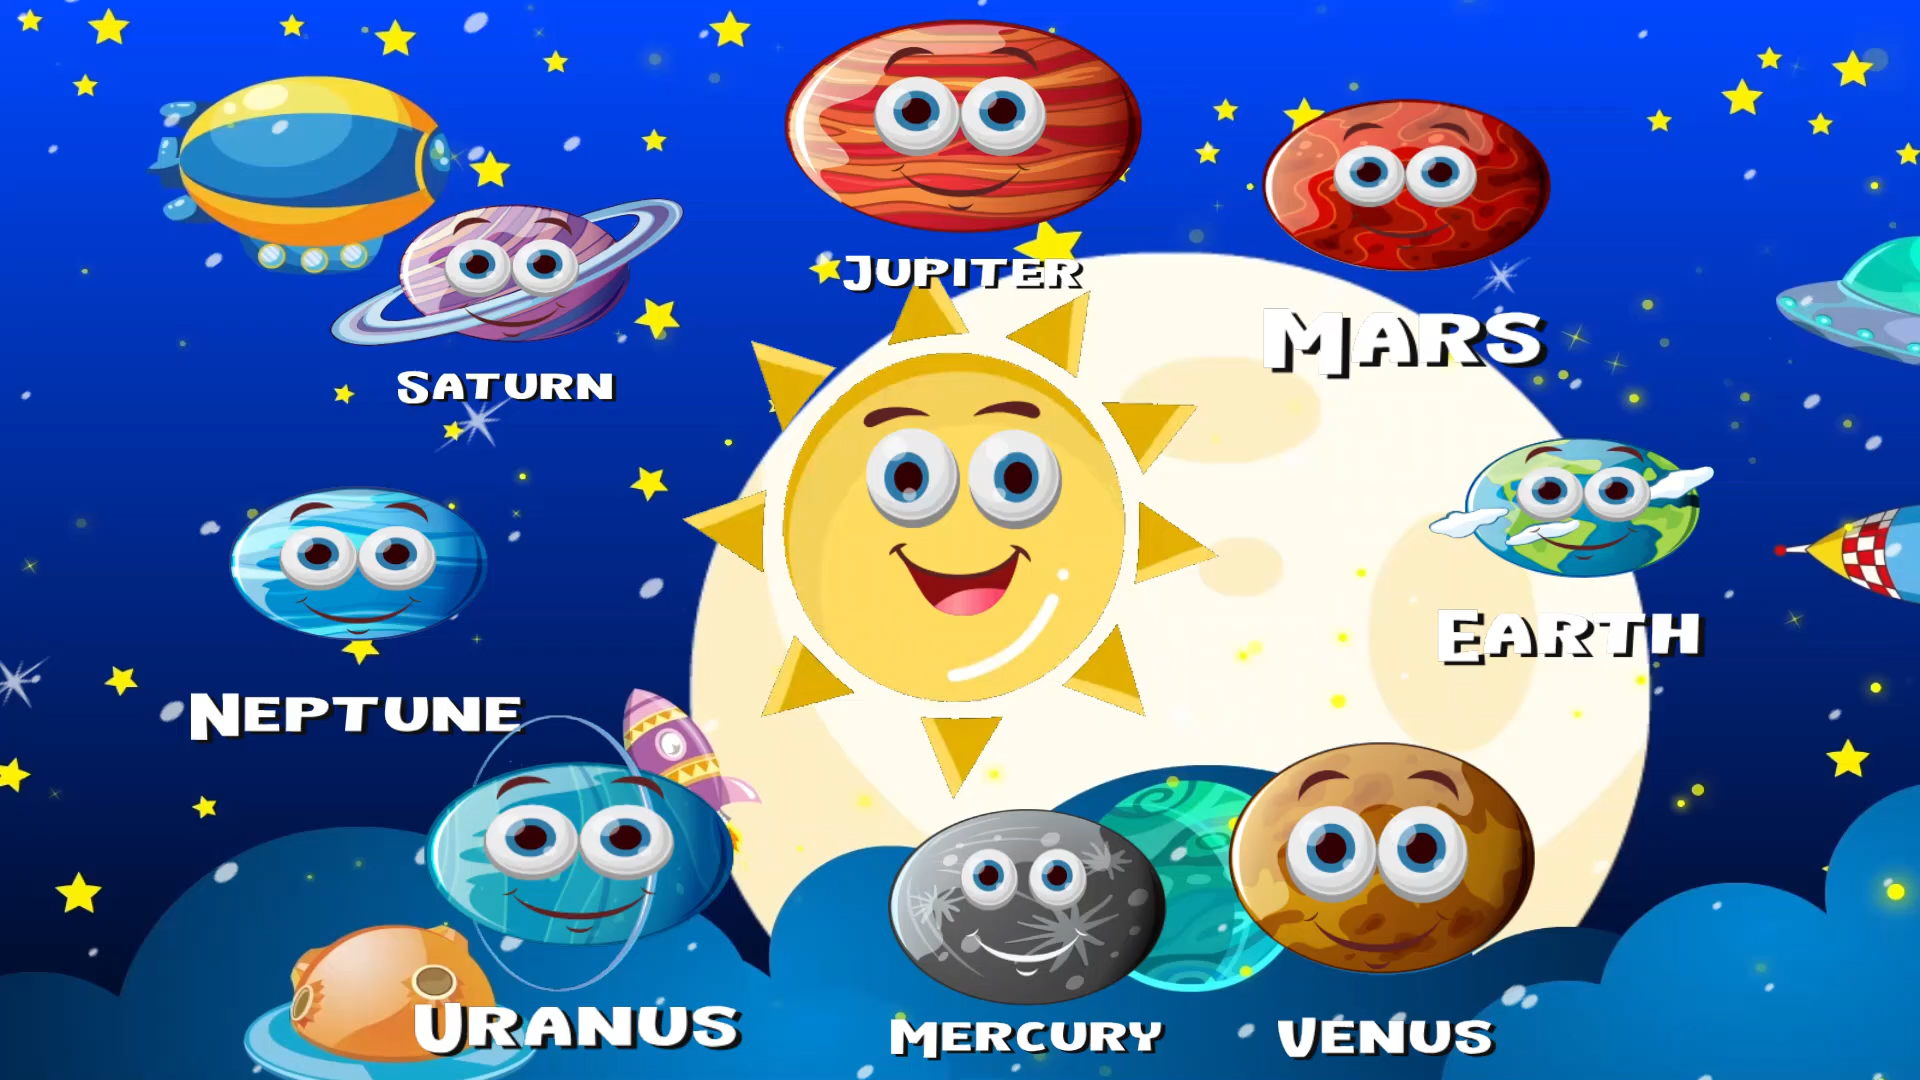 Jupiter
Mars
Saturn
Earth
Neptune
Uranus
Mercury
Venus